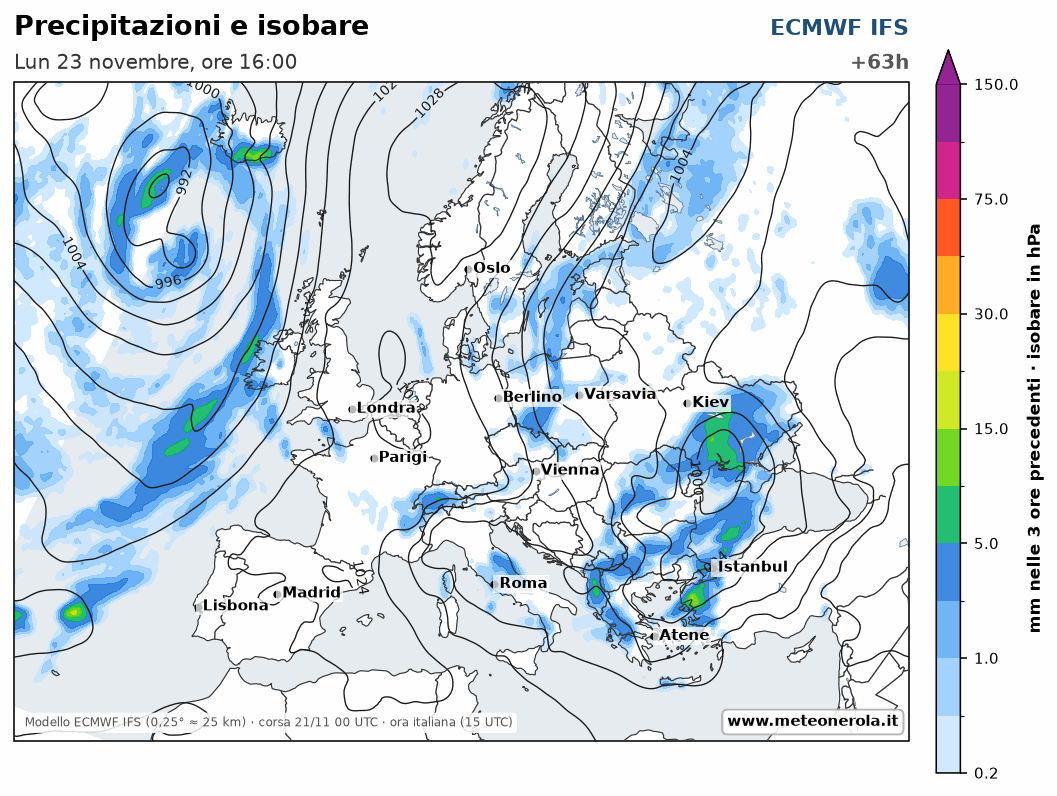 Precipitazioni e isobare
ECMWF IFS
Lun 23 novembre, ore 16:00
+63h
150.0
75.0
30.0
15.0
5.0
1.0
0.2
mm nelle 3 ore precedenti · isobare in hPa
1000
1028
992
1004
1004
996
Oslo
Berlino
Varsavia
Kiev
Londra
Parigi
Vienna
1000
Istanbul
1024
Roma
Madrid
Lisbona
Atene
Modello ECMWF IFS (0,25° ≈ 25 km) · corsa 21/11 00 UTC · ora italiana (15 UTC)
www.meteonerola.it